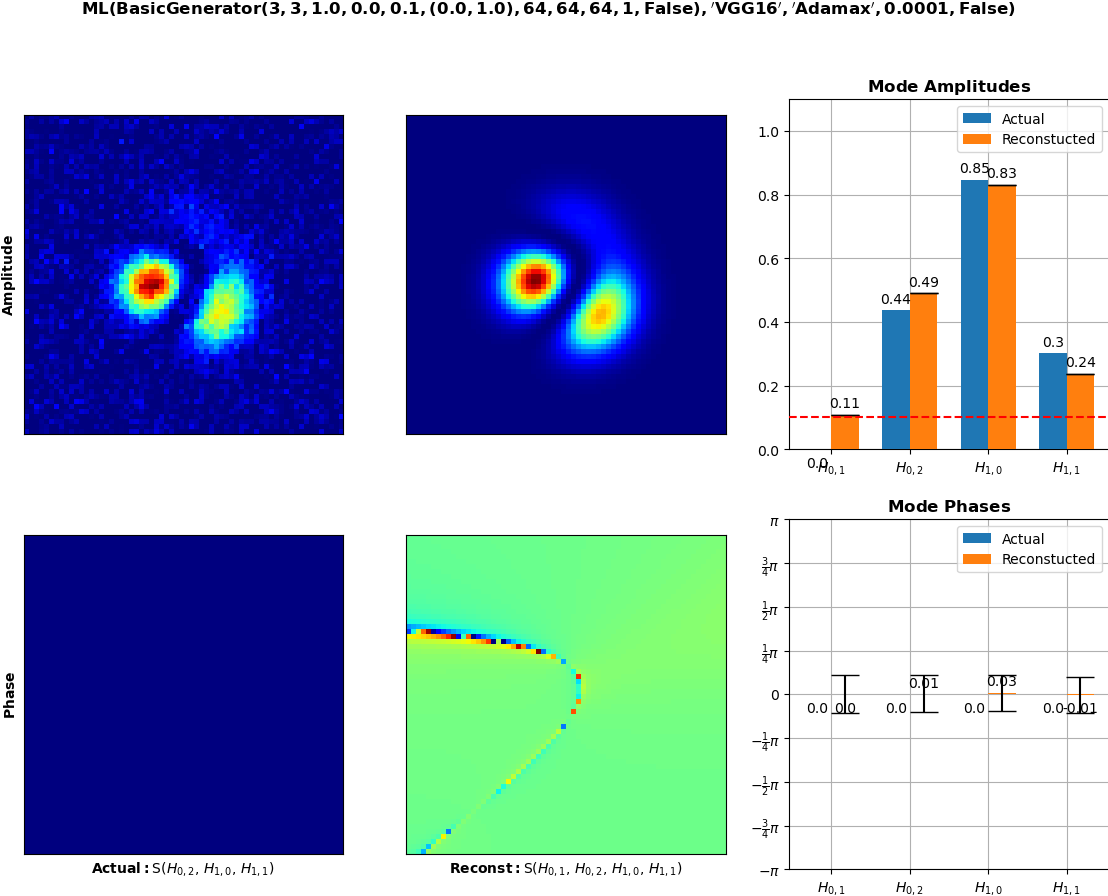 ML(BasicGenerator(3, 3, 1.0, 0.0, 0.1, (0.0, 1.0), 64, 64, 64, 1, False), ′VGG16′, ′Adamax′, 0.0001, False)
Amplitude
Mode Amplitudes
Actual
Reconstucted
1.0
0.8
0.6
0.4
0.2
0.0
0.0
0.11
0.44
0.49
0.85
0.83
0.3
0.24
H₀,₁ H₀,₂ H₁,₀ H₁,₁
Phase
Actual: S(H₀,₂, H₁,₀, H₁,₁)
Reconst: S(H₀,₁, H₀,₂, H₁,₀, H₁,₁)
Mode Phases
Actual
Reconstucted
π
3/4π
1/2π
1/4π
0
−1/4π
−1/2π
−3/4π
−π
0.0 0.0
0.0 0.01
0.0 0.03
0.0 -0.01
H₀,₁ H₀,₂ H₁,₀ H₁,₁